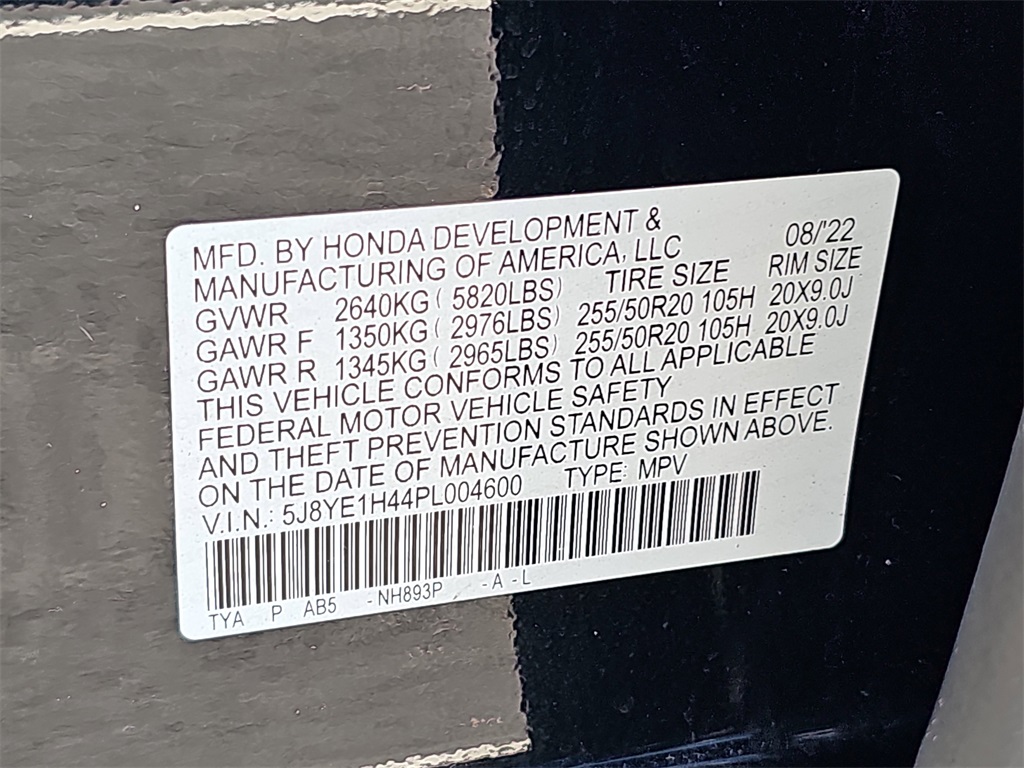 MFD. BY HONDA DEVELOPMENT & 08/'22
MANUFACTURING OF AMERICA, LLC
TIRE SIZE RIM SIZE
GVWR 2640KG ( 5820LBS)
GAWR F 1350KG ( 2976LBS) 255/50R20 105H 20X9.0J
GAWR R 1345KG ( 2965LBS) 255/50R20 105H 20X9.0J
THIS VEHICLE CONFORMS TO ALL APPLICABLE
FEDERAL MOTOR VEHICLE SAFETY
AND THEFT PREVENTION STANDARDS IN EFFECT
ON THE DATE OF MANUFACTURE SHOWN ABOVE.
V.I.N.: 5J8YE1H44PL004600 TYPE: MPV
TYA P AB5 -NH893P -A -L